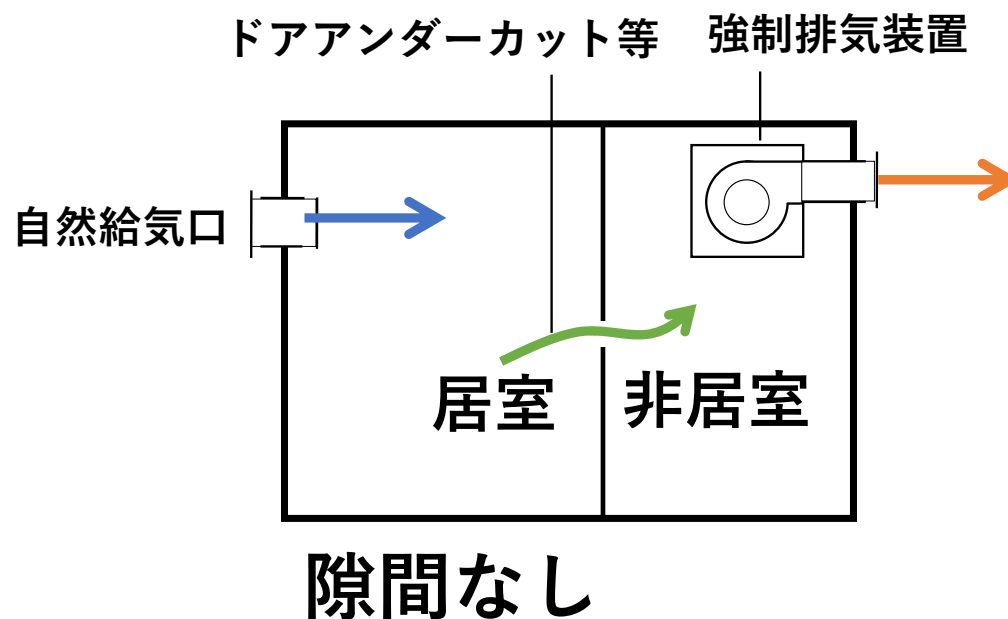 ドアアンダーカット等
強制排気装置
自然給気口
居室
非居室
隙間なし